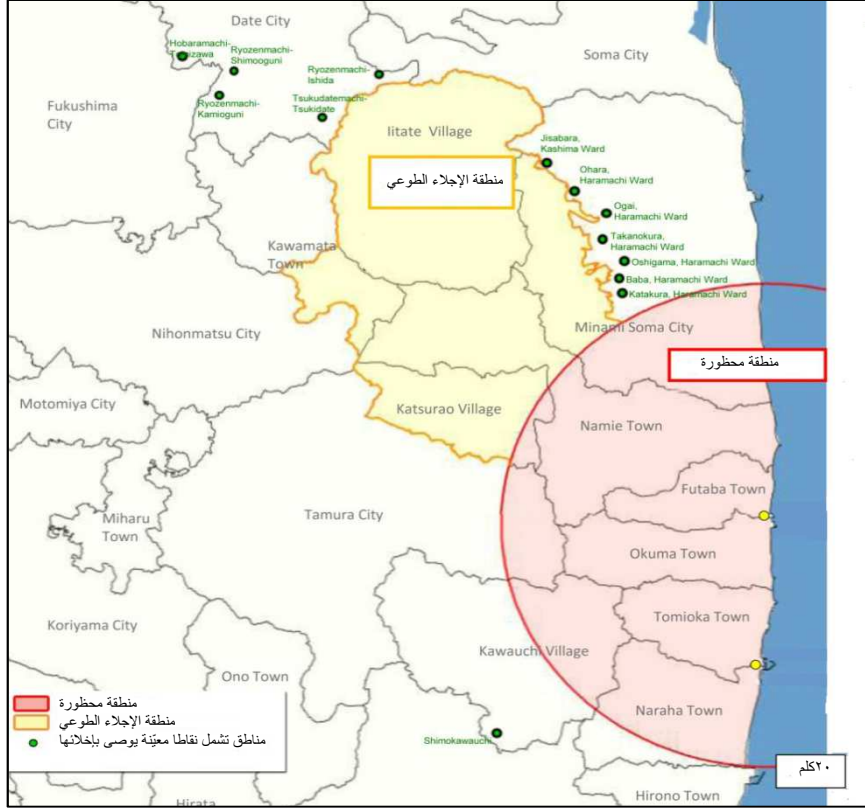 Date City
Hobaramachi-
Tomizawa
Ryozenmachi-
Shimooguni
Ryozenmachi-
Ishida
Soma City
Fukushima
City
Ryozenmachi-
Kamioguni
Tsukudatemachi-
Tsukidate
Iitate Village
Jisabara,
Kashima Ward
منطقة الإجلاء الطوعي
Ohara,
Haramachi Ward
Ogai,
Haramachi Ward
Kawamata
Town
Takanokura,
Haramachi Ward
Oshigama, Haramachi Ward
Baba, Haramachi Ward
Katakura, Haramachi Ward
Nihonmatsu City
Minami Soma City
منطقة محظورة
Motomiya City
Katsurao Village
Namie Town
Futaba Town
Miharu
Town
Tamura City
Okuma Town
Koriyama City
Tomioka Town
Kawauchi Village
Ono Town
Naraha Town
منطقة محظورة
منطقة الإجلاء الطوعي
مناطق تشمل نقاطا معيّنة يوصى بإخلائها
Shimokawauchi
٢٠كلم
Hirono Town
Hirata